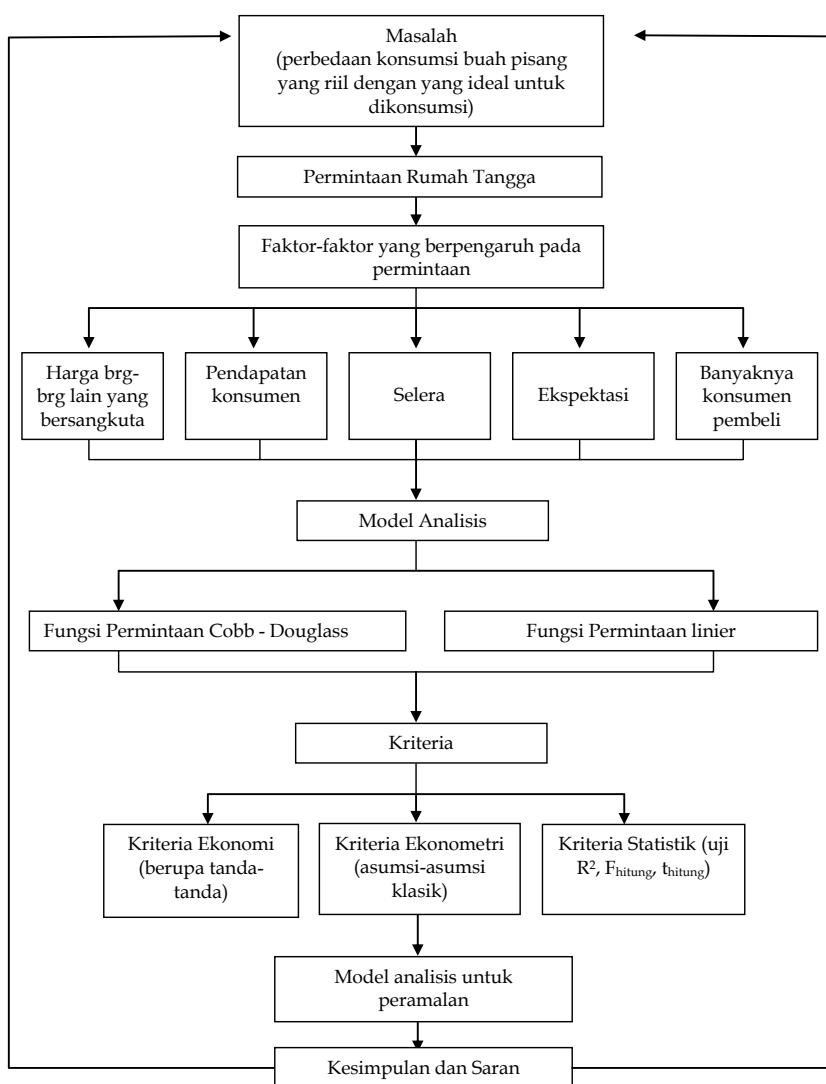 Masalah
(perbedaan konsumsi buah pisang
yang riil dengan yang ideal untuk
dikonsumsi)
Permintaan Rumah Tangga
Faktor-faktor yang berpengaruh pada
permintaan
Harga brg-
brg lain yang
bersangkuta
Pendapatan
konsumen
Selera
Ekspektasi
Banyaknya
konsumen
pembeli
Model Analisis
Fungsi Permintaan Cobb - Douglass
Fungsi Permintaan linier
Kriteria
Kriteria Ekonomi
(berupa tanda-
tanda)
Kriteria Ekonometri
(asumsi-asumsi
klasik)
Kriteria Statistik (uji
R², Fhitung, thitung)
Model analisis untuk
peramalan
Kesimpulan dan Saran